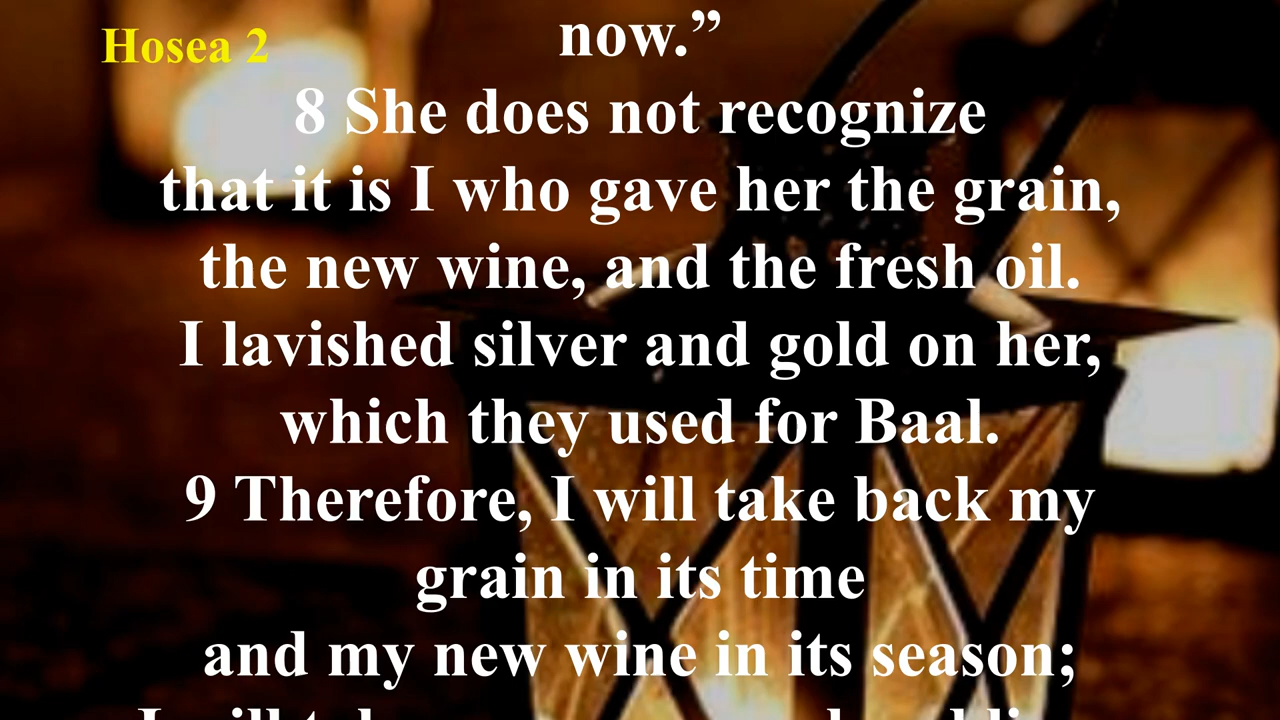 Hosea 2
now.”
8 She does not recognize
that it is I who gave her the grain,
the new wine, and the fresh oil.
I lavished silver and gold on her,
which they used for Baal.
9 Therefore, I will take back my
grain in its time
and my new wine in its season;
I will